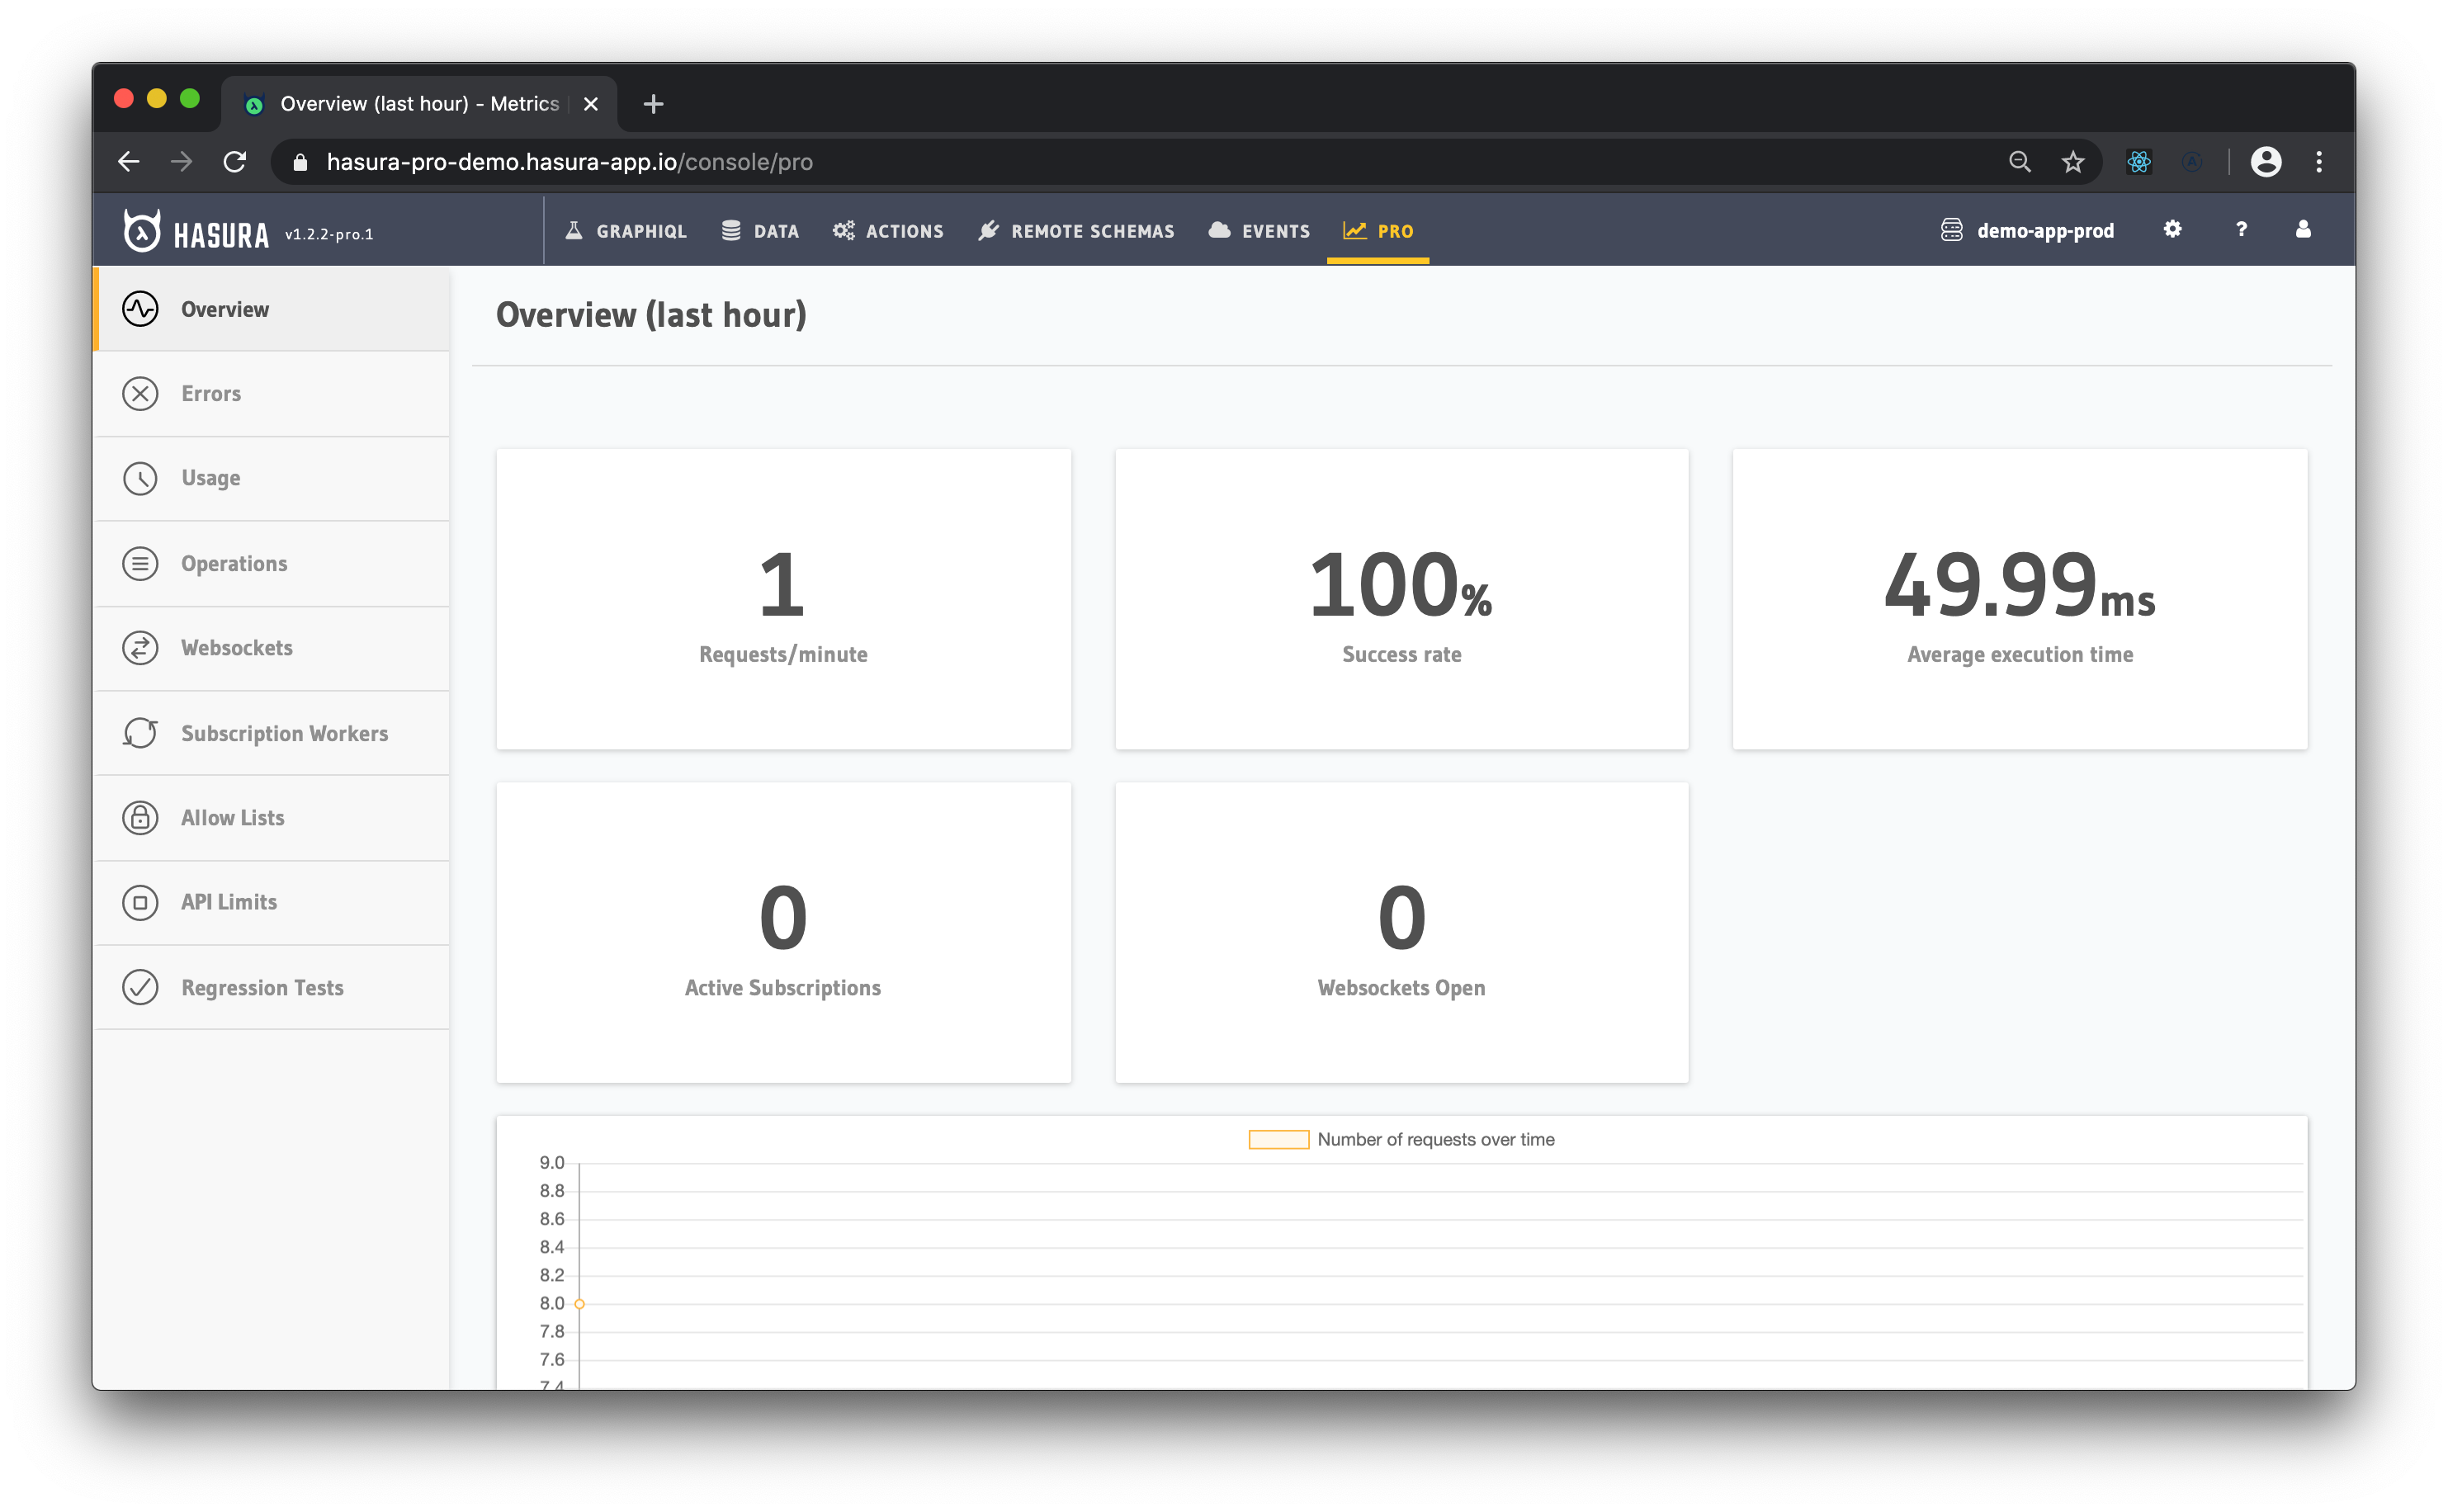 Overview (last hour) - Metrics
hasura-pro-demo.hasura-app.io/console/pro
HASURA v1.2.2-pro.1
GRAPHIQL DATA ACTIONS REMOTE SCHEMAS EVENTS PRO
demo-app-prod
?
Overview
Errors
Usage
Operations
Websockets
Subscription Workers
Allow Lists
API Limits
Regression Tests
Overview (last hour)
1
Requests/minute
100%
Success rate
49.99ms
Average execution time
0
Active Subscriptions
0
Websockets Open
Number of requests over time
9.0
8.8
8.6
8.4
8.2
8.0
7.8
7.6
7.4